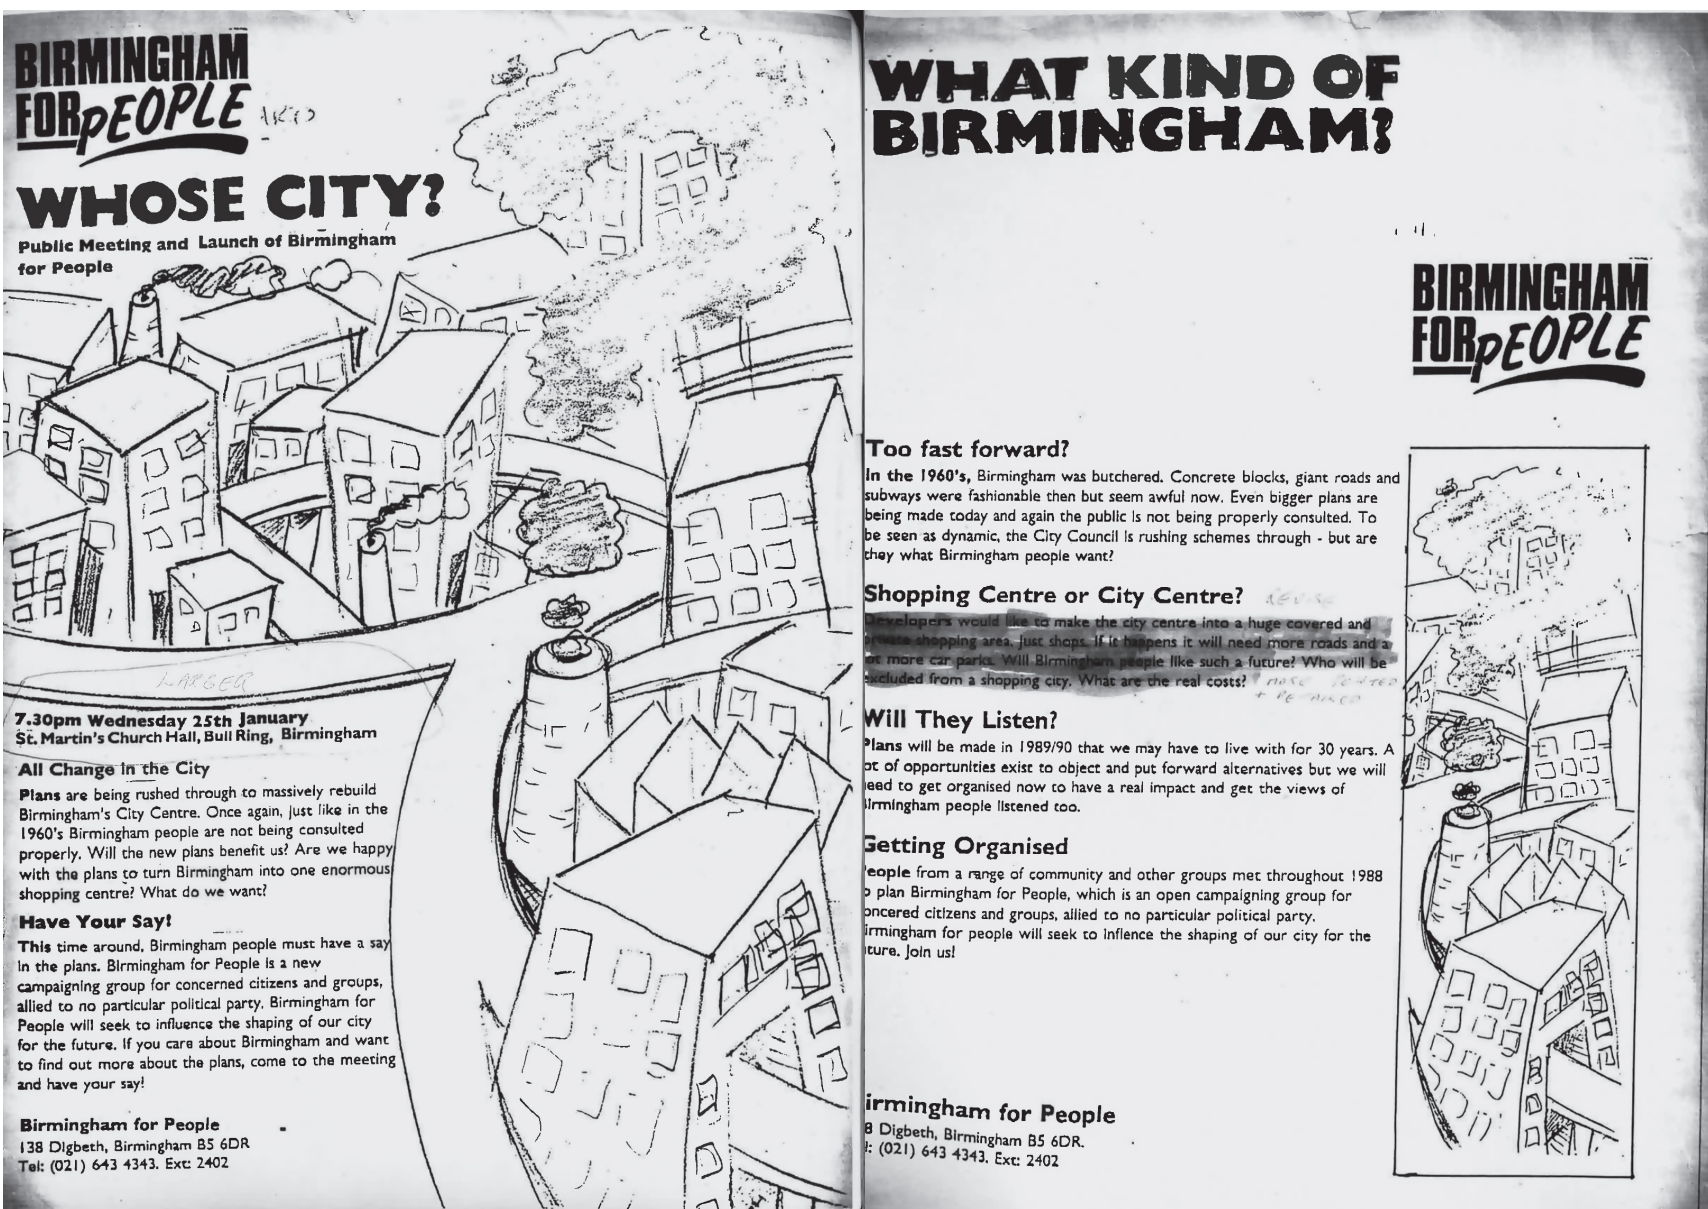 BIRMINGHAM
FOR PEOPLE
WHOSE CITY?
Public Meeting and Launch of Birmingham
for People
LARGER
7.30pm Wednesday 25th January
St. Martin's Church Hall, Bull Ring, Birmingham
All Change in the City
Plans are being rushed through to massively rebuild
Birmingham's City Centre. Once again, just like in the
1960's Birmingham people are not being consulted
properly. Will the new plans benefit us? Are we happy
with the plans to turn Birmingham into one enormous
shopping centre? What do we want?
Have Your Say!
This time around, Birmingham people must have a say
in the plans. Birmingham for People is a new
campaigning group for concerned citizens and groups,
allied to no particular political party. Birmingham for
People will seek to influence the shaping of our city
for the future. If you care about Birmingham and want
to find out more about the plans, come to the meeting
and have your say!
Birmingham for People
138 Digbeth, Birmingham B5 6DR
Tel: (021) 643 4343. Ext: 2402
WHAT KIND OF
BIRMINGHAM?
BIRMINGHAM
FOR PEOPLE
Too fast forward?
In the 1960's, Birmingham was butchered. Concrete blocks, giant roads and
subways were fashionable then but seem awful now. Even bigger plans are
being made today and again the public is not being properly consulted. To
be seen as dynamic, the City Council is rushing schemes through - but are
they what Birmingham people want?
Shopping Centre or City Centre? REVISE
Developers would like to make the city centre into a huge covered and
private shopping area. Just shops. If it happens it will need more roads and a
ot more car parks. Will Birmingham people like such a future? Who will be
excluded from a shopping city. What are the real costs? MORE
+
Will They Listen?
Plans will be made in 1989/90 that we may have to live with for 30 years. A
ot of opportunities exist to object and put forward alternatives but we will
need to get organised now to have a real impact and get the views of
irmingham people listened too.
Getting Organised
eople from a range of community and other groups met throughout 1988
o plan Birmingham for People, which is an open campaigning group for
oncered citizens and groups, allied to no particular political party.
irmingham for people will seek to inflence the shaping of our city for the
ture. Join us!
irmingham for People
8 Digbeth, Birmingham B5 6DR.
l: (021) 643 4343. Ext: 2402